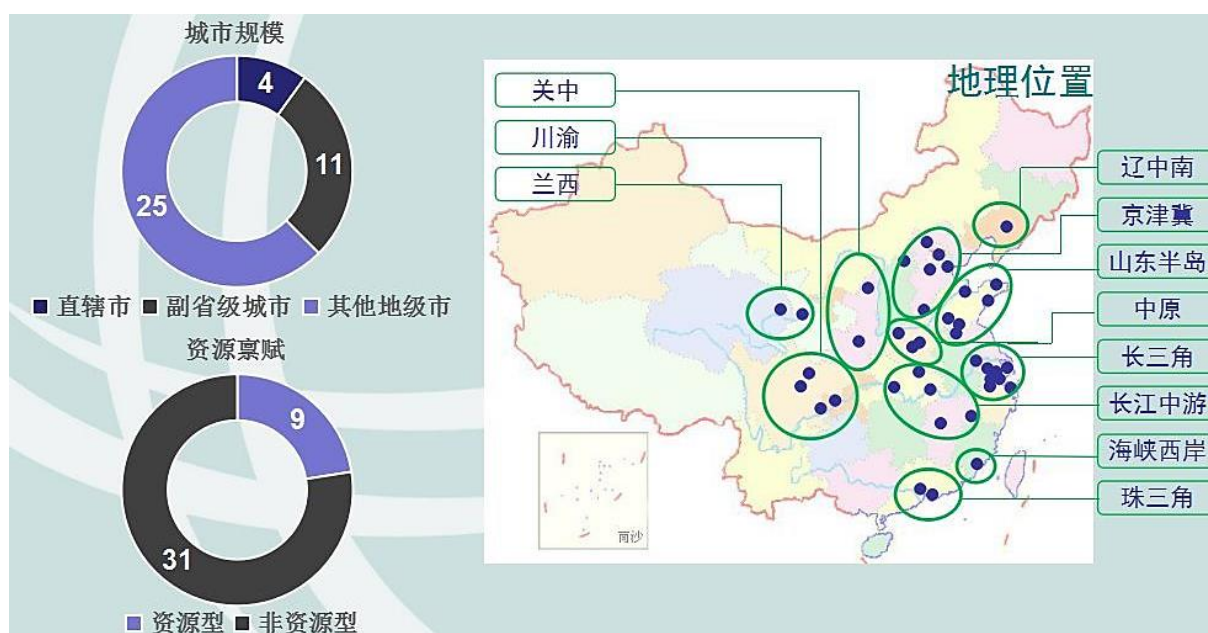 城市规模
4
11
25
直辖市 副省级城市 其他地级市
资源禀赋
9
31
资源型 非资源型
地理位置
关中
川渝
兰西
辽中南
京津冀
山东半岛
中原
长三角
长江中游
海峡西岸
珠三角
南沙